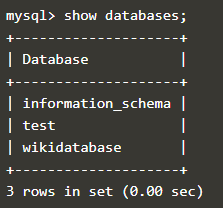 mysql> show databases;
+--------------------+
| Database           |
+--------------------+
| information_schema |
| test               |
| wikidatabase       |
+--------------------+
3 rows in set (0.00 sec)